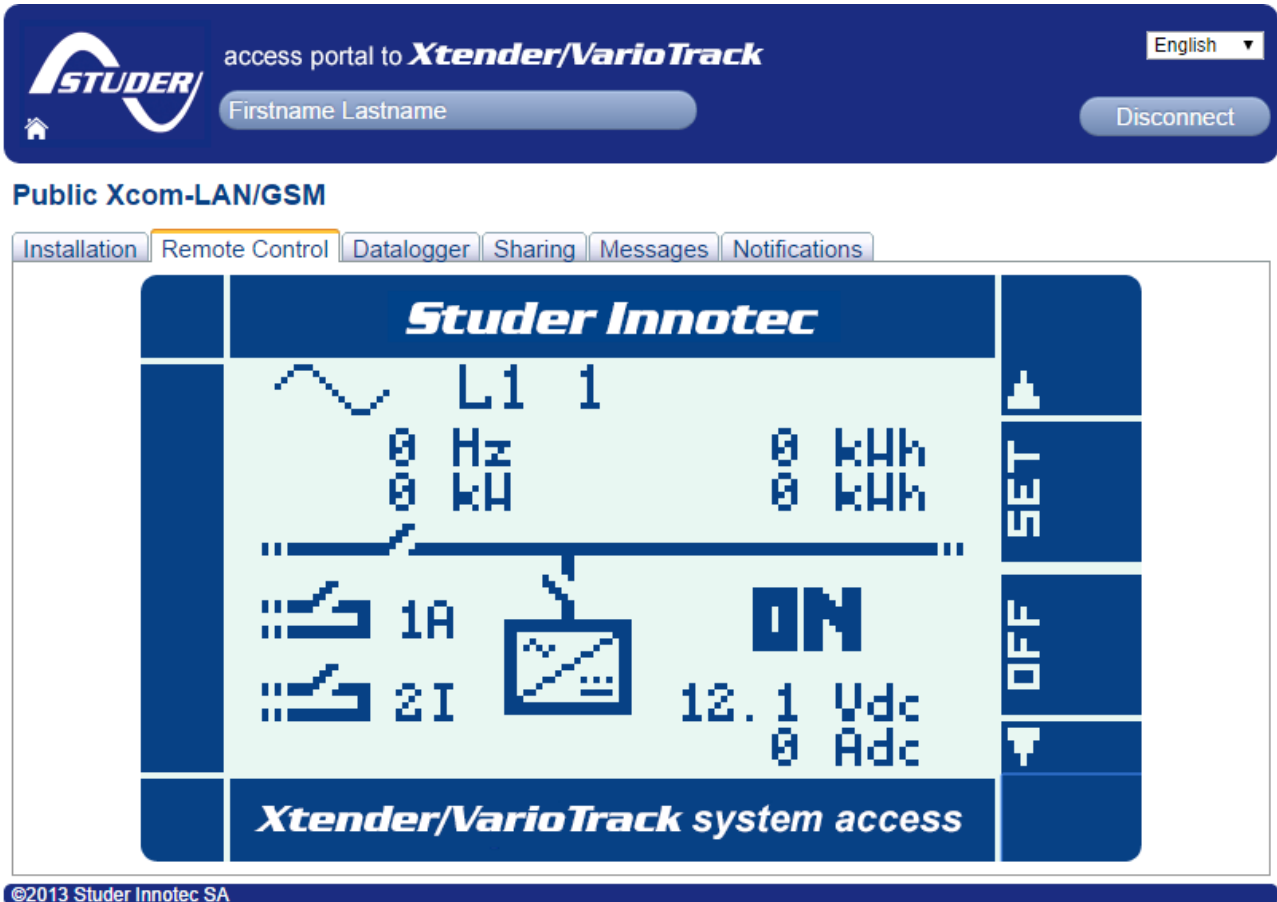 STUDER
access portal to Xtender/VarioTrack
English
Firstname Lastname
Disconnect
Public Xcom-LAN/GSM
Installation Remote Control Datalogger Sharing Messages Notifications
Studer Innotec
L1 1
0 Hz 0 kWh
0 kW 0 kWh
SET
1A ON
OFF
2I 12.1 Vdc
0 Adc
Xtender/VarioTrack system access
©2013 Studer Innotec SA